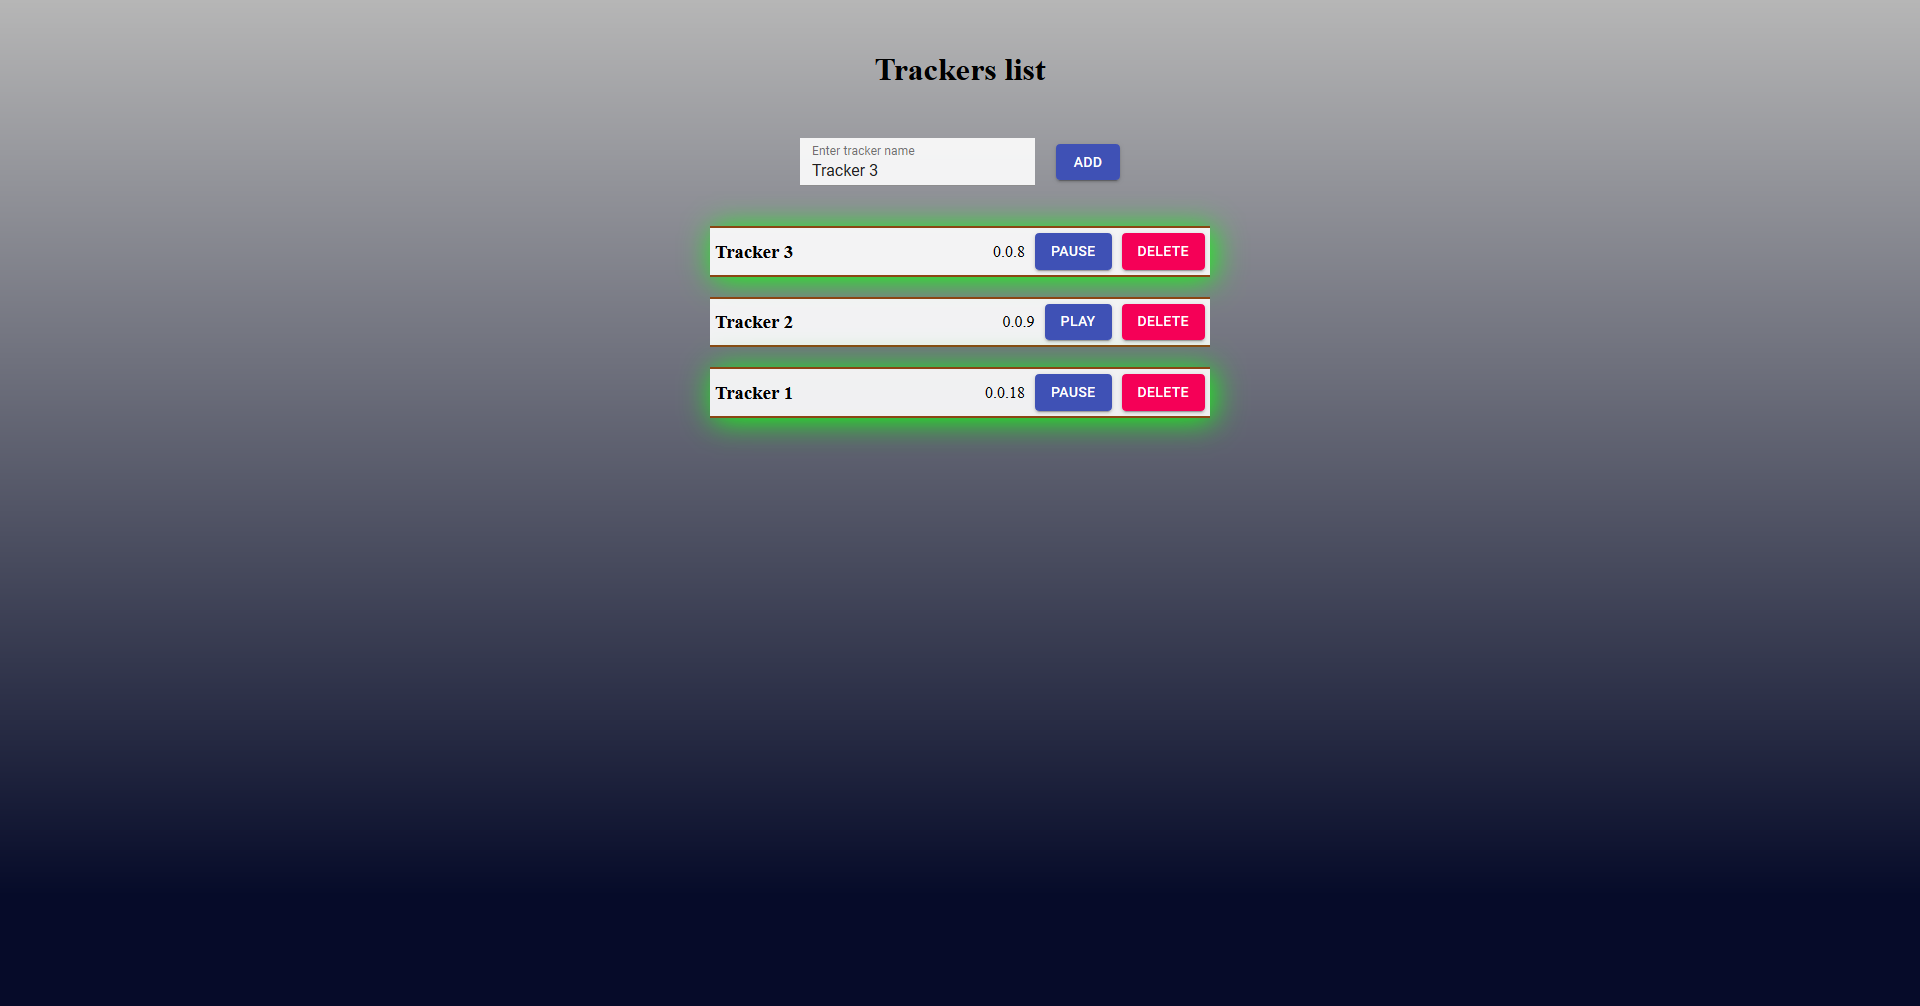 Trackers list
Enter tracker name
Tracker 3
ADD
Tracker 3 0.0.8 PAUSE DELETE
Tracker 2 0.0.9 PLAY DELETE
Tracker 1 0.0.18 PAUSE DELETE